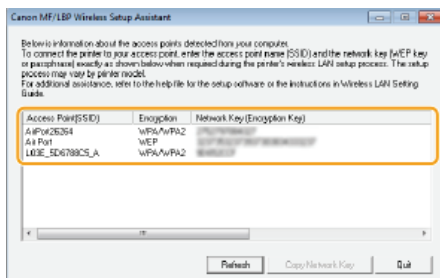 Canon MF/LBP Wireless Setup Assistant
Below is information about the access points detected from your computer.
To connect the printer to your access point, enter the access point name (SSID) and the network key (WEP key
or passphrase) exactly as shown below when required during the printer's wireless LAN setup process. The setup
process may vary by printer model.
For additional assistance, refer to the help file for the setup software or the instructions in Wireless LAN Setting
Guide.
Access Point(SSID) Encryption Network Key (Encryption Key)
AirPort26264 WPA/WPA2
Air Port WEP
L03E_5D6788C5_A WPA/WPA2
Refresh Copy Network Key Quit